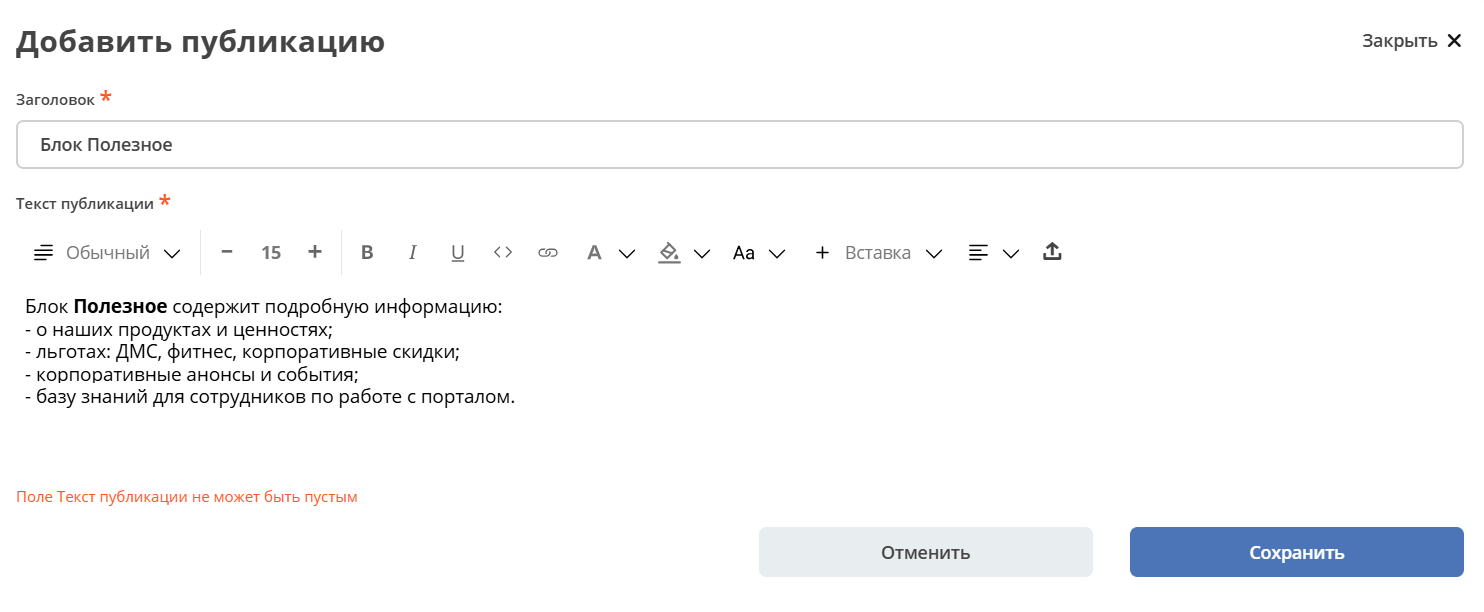 Добавить публикацию
Закрыть ✕
Заголовок *
Блок Полезное
Текст публикации *
Обычный − 15 + B I U <> A Aa + Вставка
Блок Полезное содержит подробную информацию:
- о наших продуктах и ценностях;
- льготах: ДМС, фитнес, корпоративные скидки;
- корпоративные анонсы и события;
- базу знаний для сотрудников по работе с порталом.
Поле Текст публикации не может быть пустым
Отменить Сохранить